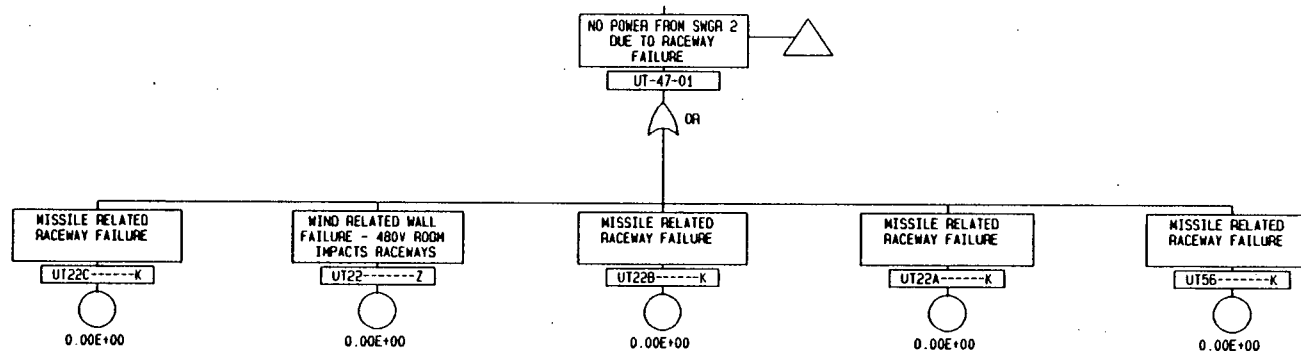 NO POWER FROM SWGR 2
DUE TO RACEWAY
FAILURE
UT-47-01
OR
MISSILE RELATED
RACEWAY FAILURE
UT22C------K
0.00E+00
WIND RELATED WALL
FAILURE - 480V ROOM
IMPACTS RACEWAYS
UT22-------Z
0.00E+00
MISSILE RELATED
RACEWAY FAILURE
UT22B------K
0.00E+00
MISSILE RELATED
RACEWAY FAILURE
UT22A------K
0.00E+00
MISSILE RELATED
RACEWAY FAILURE
UT56-------K
0.00E+00